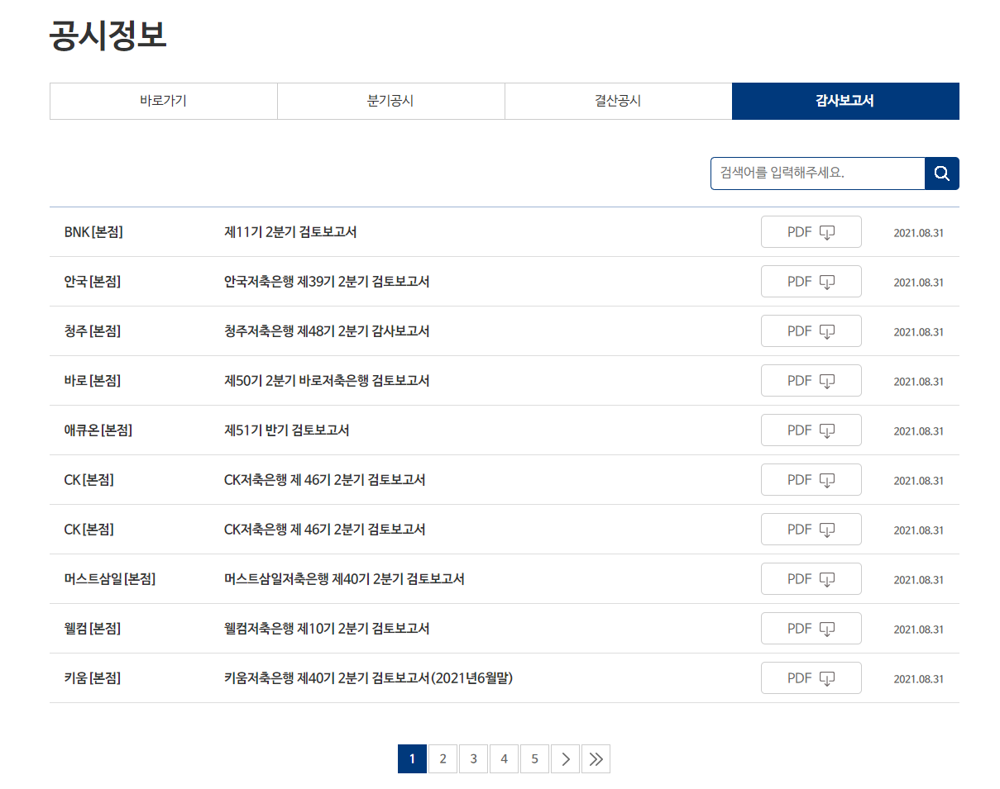 공시정보
바로가기 분기공시 결산공시 감사보고서
검색어를 입력해주세요.
BNK[본점] 제11기 2분기 검토보고서 PDF 2021.08.31
안국[본점] 안국저축은행 제39기 2분기 검토보고서 PDF 2021.08.31
청주[본점] 청주저축은행 제48기 2분기 감사보고서 PDF 2021.08.31
바로[본점] 제50기 2분기 바로저축은행 검토보고서 PDF 2021.08.31
애큐온[본점] 제51기 반기 검토보고서 PDF 2021.08.31
CK[본점] CK저축은행 제 46기 2분기 검토보고서 PDF 2021.08.31
CK[본점] CK저축은행 제 46기 2분기 검토보고서 PDF 2021.08.31
머스트삼일[본점] 머스트삼일저축은행 제40기 2분기 검토보고서 PDF 2021.08.31
웰컴[본점] 웰컴저축은행 제10기 2분기 검토보고서 PDF 2021.08.31
키움[본점] 키움저축은행 제40기 2분기 검토보고서(2021년6월말) PDF 2021.08.31
1 2 3 4 5